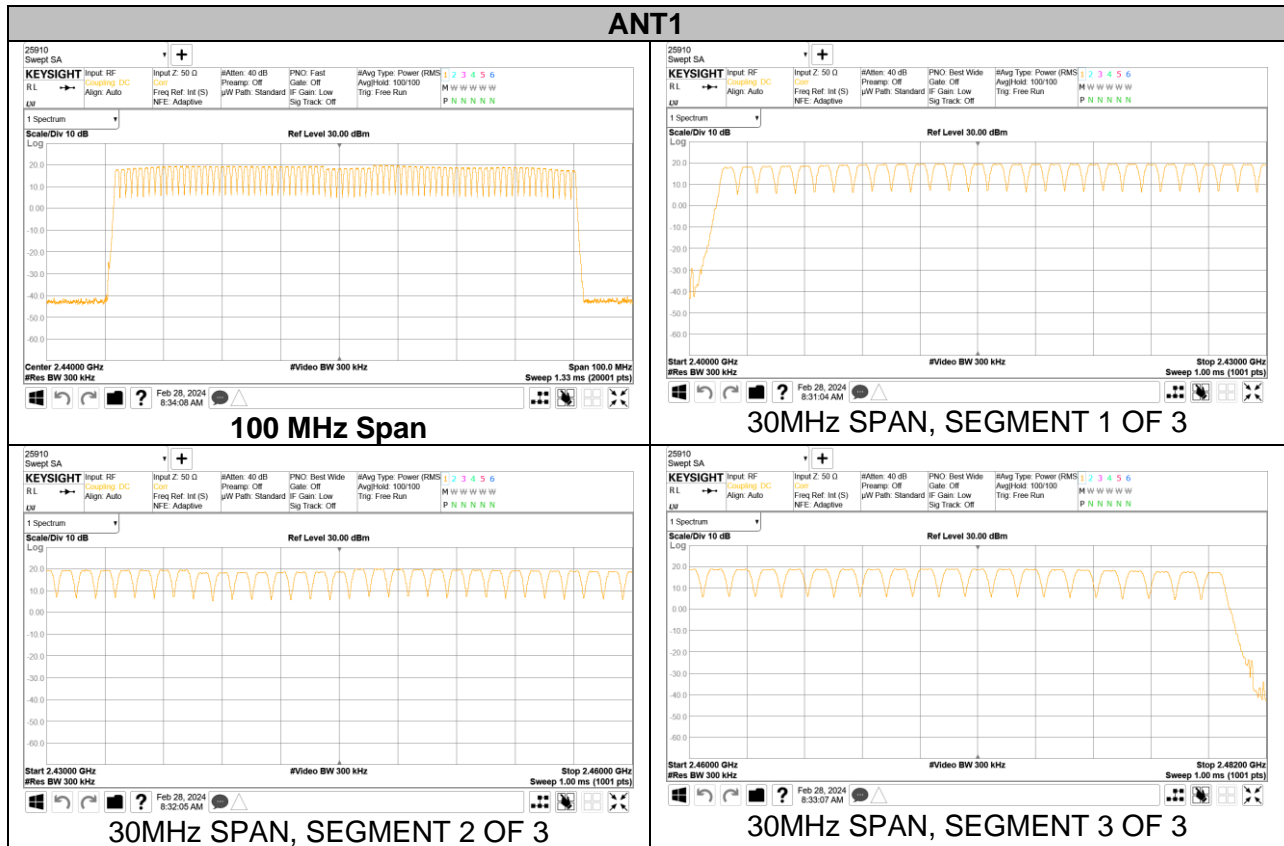 ANT1
25910
Swept SA
KEYSIGHT Input: RF Input Z: 50 Ω #Atten: 40 dB PNO: Fast #Avg Type: Power (RMS 1 2 3 4 5 6
RL Coupling: DC Corr Preamp: Off Gate: Off Avg|Hold: 100/100 M W W W W W
Align: Auto Freq Ref: Int (S) µW Path: Standard IF Gain: Low Trig: Free Run
LXI NFE: Adaptive Sig Track: Off P N N N N N
1 Spectrum
Scale/Div 10 dB Ref Level 30.00 dBm
Log
20.0
10.0
0.00
-10.0
-20.0
-30.0
-40.0
-50.0
-60.0
Center 2.44000 GHz #Video BW 300 kHz Span 100.0 MHz
#Res BW 300 kHz Sweep 1.33 ms (20001 pts)
? Feb 28, 2024
8:34:08 AM
100 MHz Span
25910
Swept SA
KEYSIGHT Input: RF Input Z: 50 Ω #Atten: 40 dB PNO: Best Wide #Avg Type: Power (RMS 1 2 3 4 5 6
RL Coupling: DC Corr Preamp: Off Gate: Off Avg|Hold: 100/100 M W W W W W
Align: Auto Freq Ref: Int (S) µW Path: Standard IF Gain: Low Trig: Free Run
LXI NFE: Adaptive Sig Track: Off P N N N N N
1 Spectrum
Scale/Div 10 dB Ref Level 30.00 dBm
Log
20.0
10.0
0.00
-10.0
-20.0
-30.0
-40.0
-50.0
-60.0
Start 2.40000 GHz #Video BW 300 kHz Stop 2.43000 GHz
#Res BW 300 kHz Sweep 1.00 ms (1001 pts)
? Feb 28, 2024
8:31:04 AM
30MHz SPAN, SEGMENT 1 OF 3
25910
Swept SA
KEYSIGHT Input: RF Input Z: 50 Ω #Atten: 40 dB PNO: Best Wide #Avg Type: Power (RMS 1 2 3 4 5 6
RL Coupling: DC Corr Preamp: Off Gate: Off Avg|Hold: 100/100 M W W W W W
Align: Auto Freq Ref: Int (S) µW Path: Standard IF Gain: Low Trig: Free Run
LXI NFE: Adaptive Sig Track: Off P N N N N N
1 Spectrum
Scale/Div 10 dB Ref Level 30.00 dBm
Log
20.0
10.0
0.00
-10.0
-20.0
-30.0
-40.0
-50.0
-60.0
Start 2.43000 GHz #Video BW 300 kHz Stop 2.46000 GHz
#Res BW 300 kHz Sweep 1.00 ms (1001 pts)
? Feb 28, 2024
8:32:05 AM
30MHz SPAN, SEGMENT 2 OF 3
25910
Swept SA
KEYSIGHT Input: RF Input Z: 50 Ω #Atten: 40 dB PNO: Best Wide #Avg Type: Power (RMS 1 2 3 4 5 6
RL Coupling: DC Corr Preamp: Off Gate: Off Avg|Hold: 100/100 M W W W W W
Align: Auto Freq Ref: Int (S) µW Path: Standard IF Gain: Low Trig: Free Run
LXI NFE: Adaptive Sig Track: Off P N N N N N
1 Spectrum
Scale/Div 10 dB Ref Level 30.00 dBm
Log
20.0
10.0
0.00
-10.0
-20.0
-30.0
-40.0
-50.0
-60.0
Start 2.46000 GHz #Video BW 300 kHz Stop 2.48200 GHz
#Res BW 300 kHz Sweep 1.00 ms (1001 pts)
? Feb 28, 2024
8:33:07 AM
30MHz SPAN, SEGMENT 3 OF 3